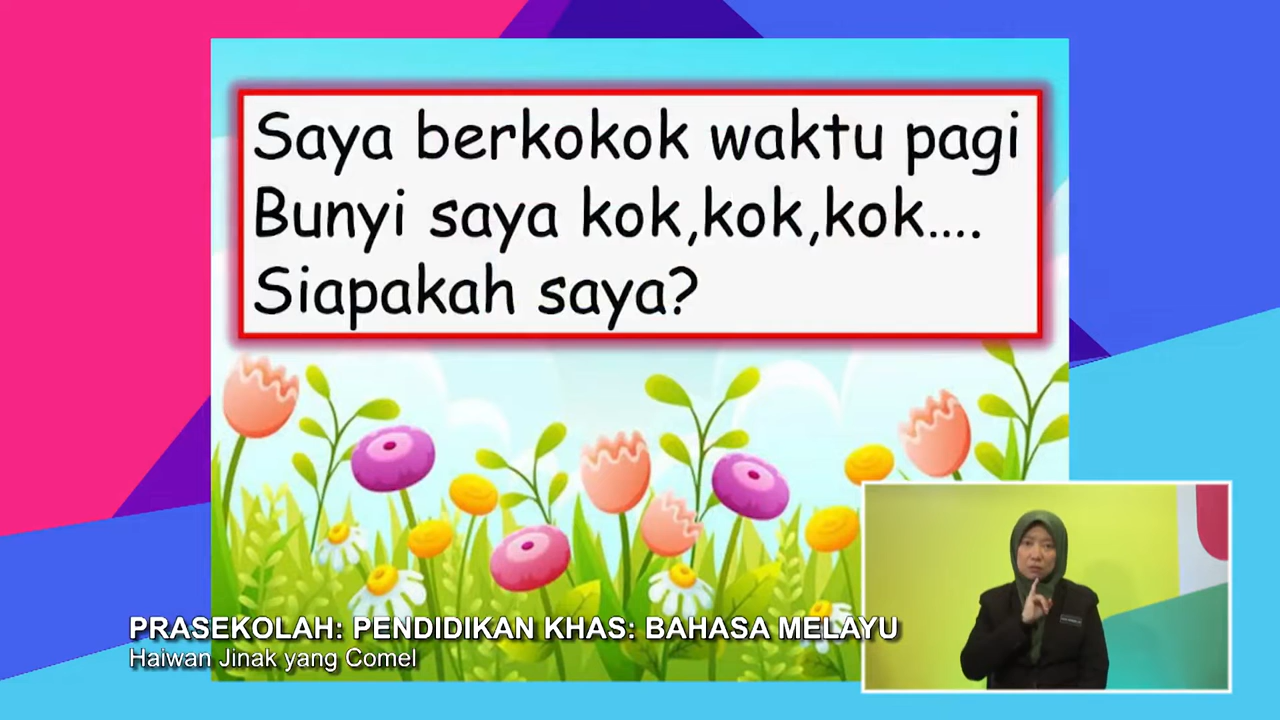 Saya berkokok waktu pagi
Bunyi saya kok,kok,kok....
Siapakah saya?
PRASEKOLAH: PENDIDIKAN KHAS: BAHASA MELAYU
Haiwan Jinak yang Comel